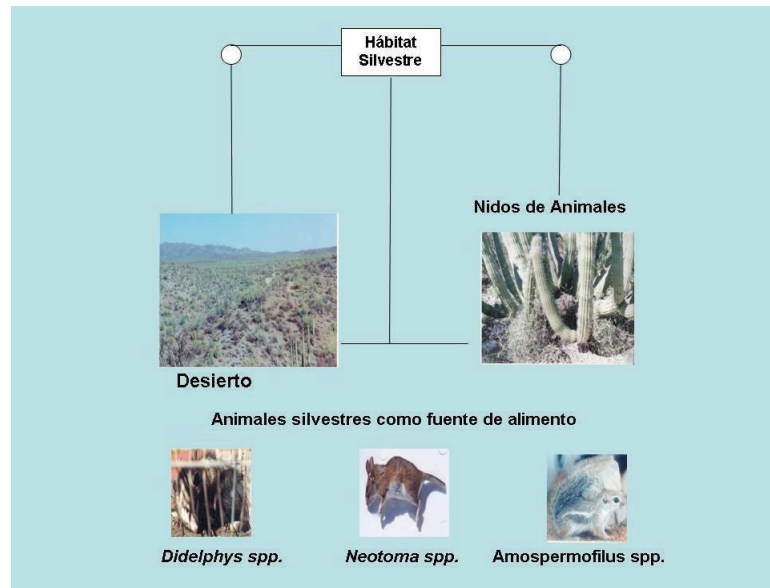 Hábitat
Silvestre
Nidos de Animales
Desierto
Animales silvestres como fuente de alimento
Didelphys spp.
Neotoma spp.
Amospermofilus spp.